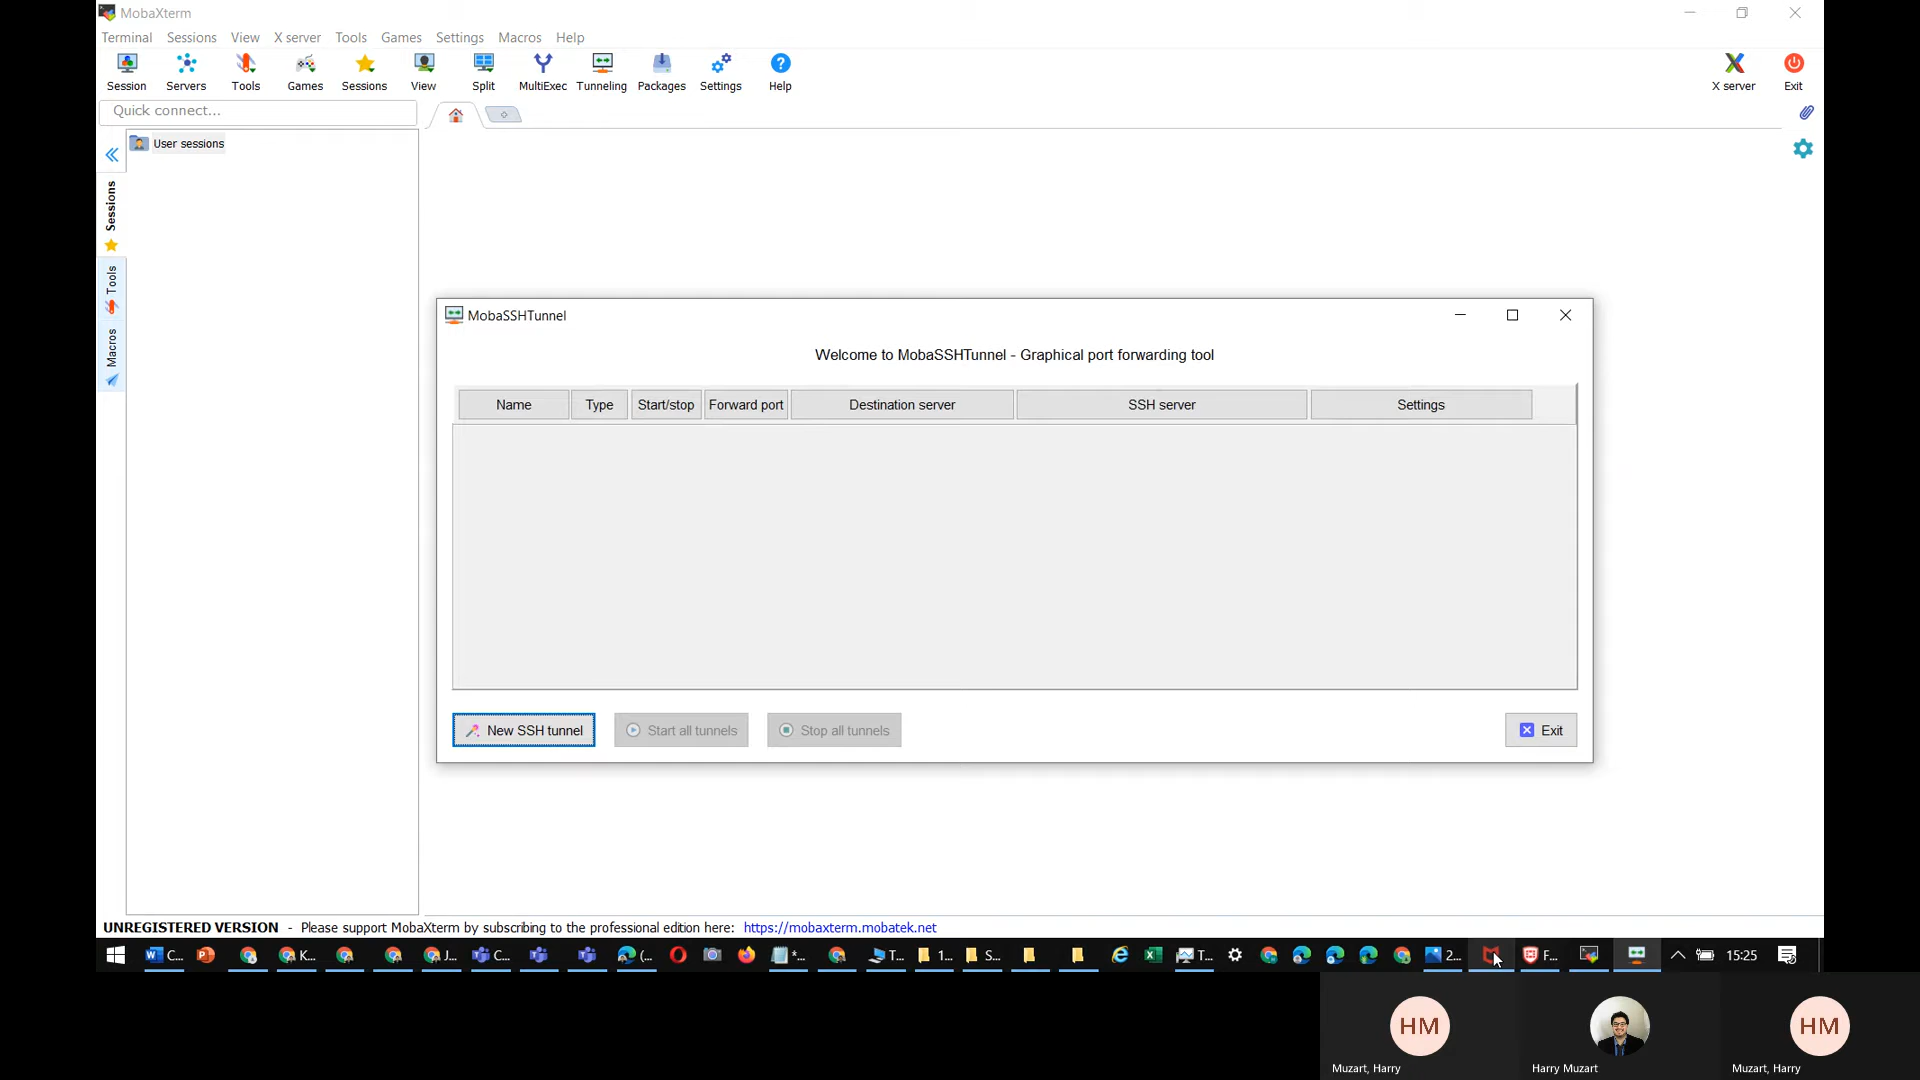 MobaXterm
Terminal Sessions View X server Tools Games Settings Macros Help
Session Servers Tools Games Sessions View Split MultiExec Tunneling Packages Settings Help X server Exit
Quick connect...
User sessions
Sessions
Tools
Macros
MobaSSHTunnel
Welcome to MobaSSHTunnel - Graphical port forwarding tool
Name Type Start/stop Forward port Destination server SSH server Settings
New SSH tunnel Start all tunnels Stop all tunnels Exit
UNREGISTERED VERSION - Please support MobaXterm by subscribing to the professional edition here: https://mobaxterm.mobatek.net
C... K... J... C... (... *... T... 1... S... T... 2... F... 15:25
HM HM
Muzart, Harry Harry Muzart Muzart, Harry